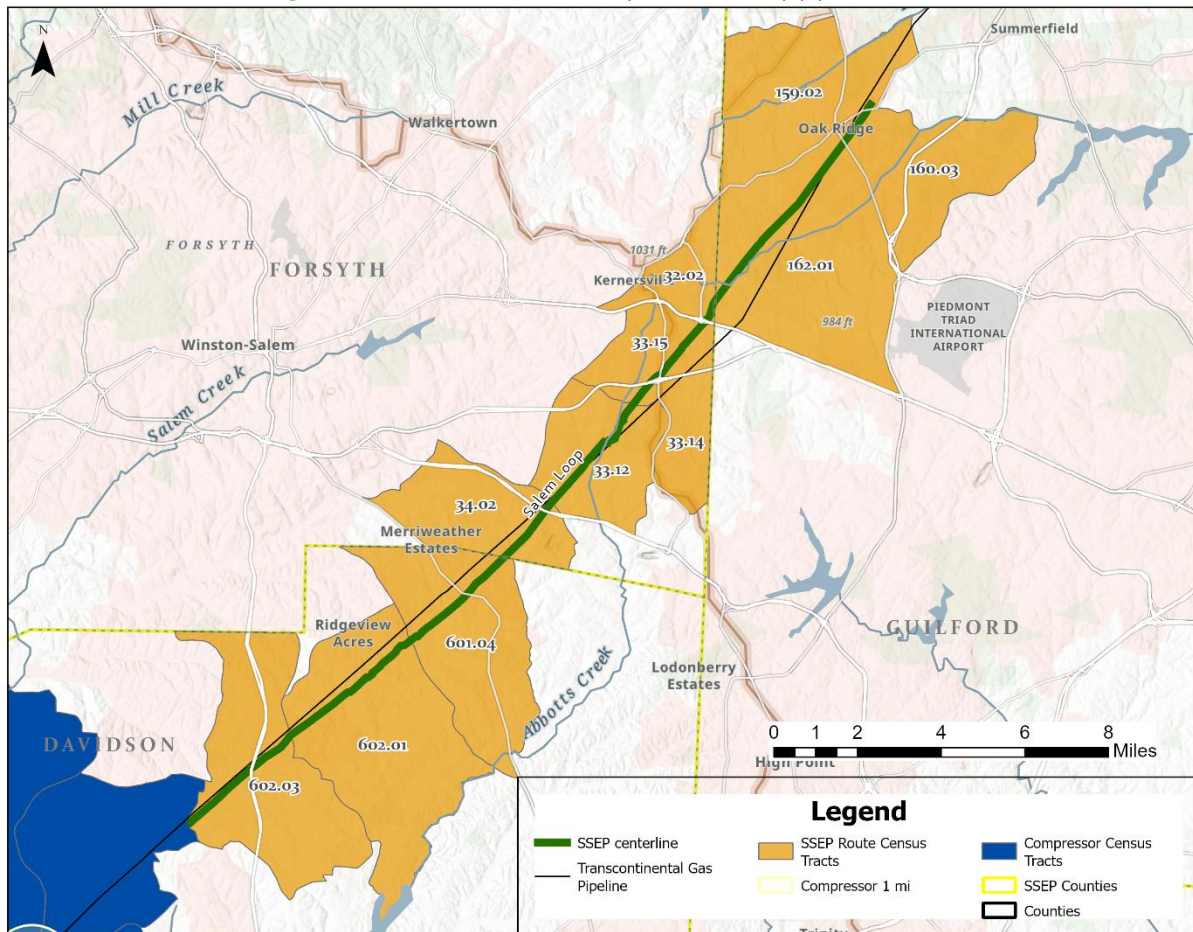 N
Summerfield
Mill Creek
159.02
Walkertown
Oak Ridge
160.03
FORSYTH
FORSYTH
1031 ft
Kernersvil
32.02
162.01
PIEDMONT
TRIAD
INTERNATIONAL
AIRPORT
984 ft
Winston-Salem
33.15
Salem Creek
33.14
33.12
Salem Loop
34.02
Merriweather
Estates
GUILFORD
Ridgeview
Acres
601.04
Lodonberry
Estates
Abbotts Creek
0 1 2 4 6 8
Miles
DAVIDSON
602.01
High Point
602.03
Legend
SSEP centerline
Transcontinental Gas
Pipeline
SSEP Route Census
Tracts
Compressor 1 mi
Compressor Census
Tracts
SSEP Counties
Counties